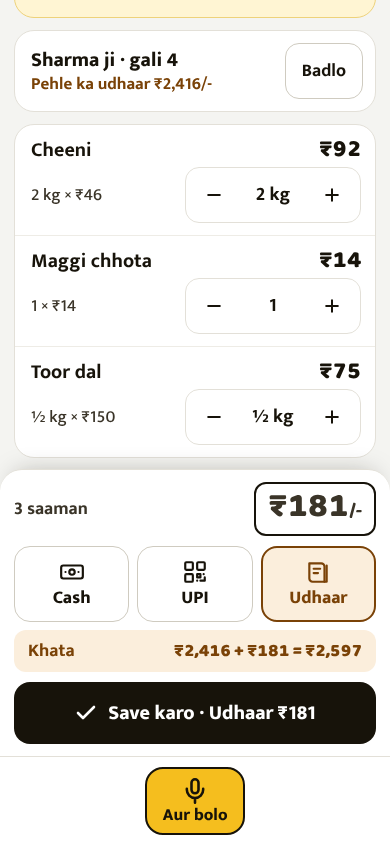 Sharma ji · gali 4
Pehle ka udhaar ₹2,416/-
Badlo
Cheeni
₹92
2 kg × ₹46
− 2 kg +
Maggi chhota
₹14
1 × ₹14
− 1 +
Toor dal
₹75
½ kg × ₹150
− ½ kg +
3 saaman
₹181/-
Cash
UPI
Udhaar
Khata
₹2,416 + ₹181 = ₹2,597
Save karo · Udhaar ₹181
Aur bolo